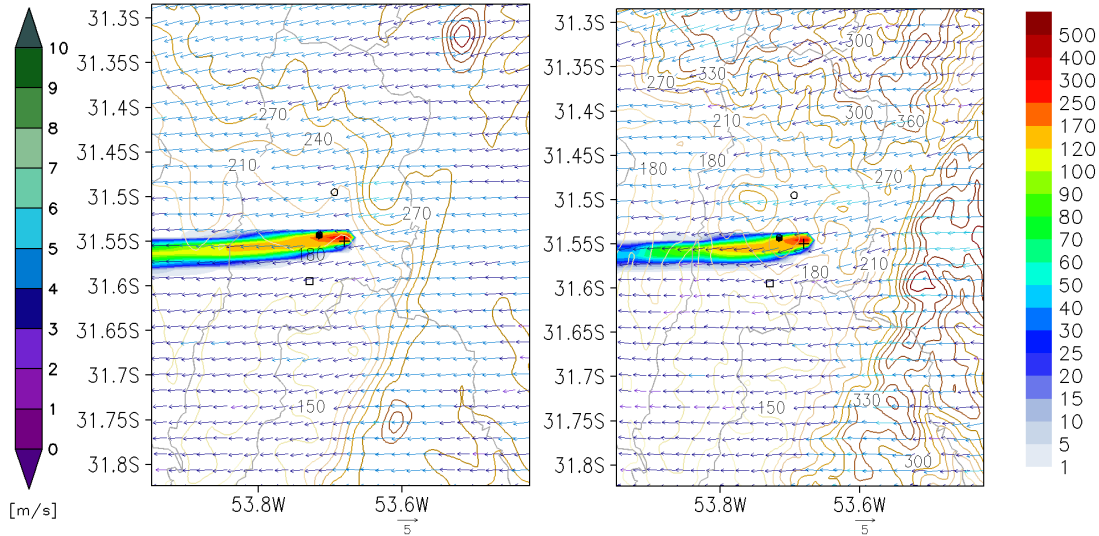 10
9
8
7
6
5
4
3
2
1
0
[m/s]
31.3S
31.35S
31.4S
31.45S
31.5S
31.55S
31.6S
31.65S
31.7S
31.75S
31.8S
270
240
210
270
180
150
53.8W
53.6W
5
31.3S
31.35S
31.4S
31.45S
31.5S
31.55S
31.6S
31.65S
31.7S
31.75S
31.8S
300
330
270
300
360
210
180
180
270
210
180
150
330
300
53.8W
53.6W
5
500
400
300
250
170
120
100
90
80
70
60
50
40
30
25
20
15
10
5
1